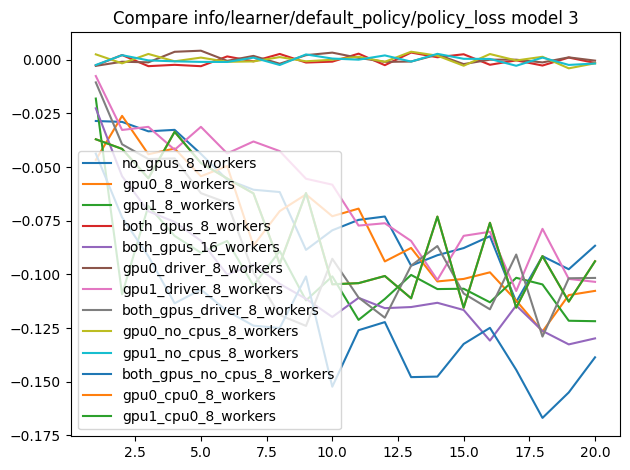 Compare info/learner/default_policy/policy_loss model 3
0.000
−0.025
−0.050
−0.075
−0.100
−0.125
−0.150
−0.175
no_gpus_8_workers
gpu0_8_workers
gpu1_8_workers
both_gpus_8_workers
both_gpus_16_workers
gpu0_driver_8_workers
gpu1_driver_8_workers
both_gpus_driver_8_workers
gpu0_no_cpus_8_workers
gpu1_no_cpus_8_workers
both_gpus_no_cpus_8_workers
gpu0_cpu0_8_workers
gpu1_cpu0_8_workers
2.5 5.0 7.5 10.0 12.5 15.0 17.5 20.0